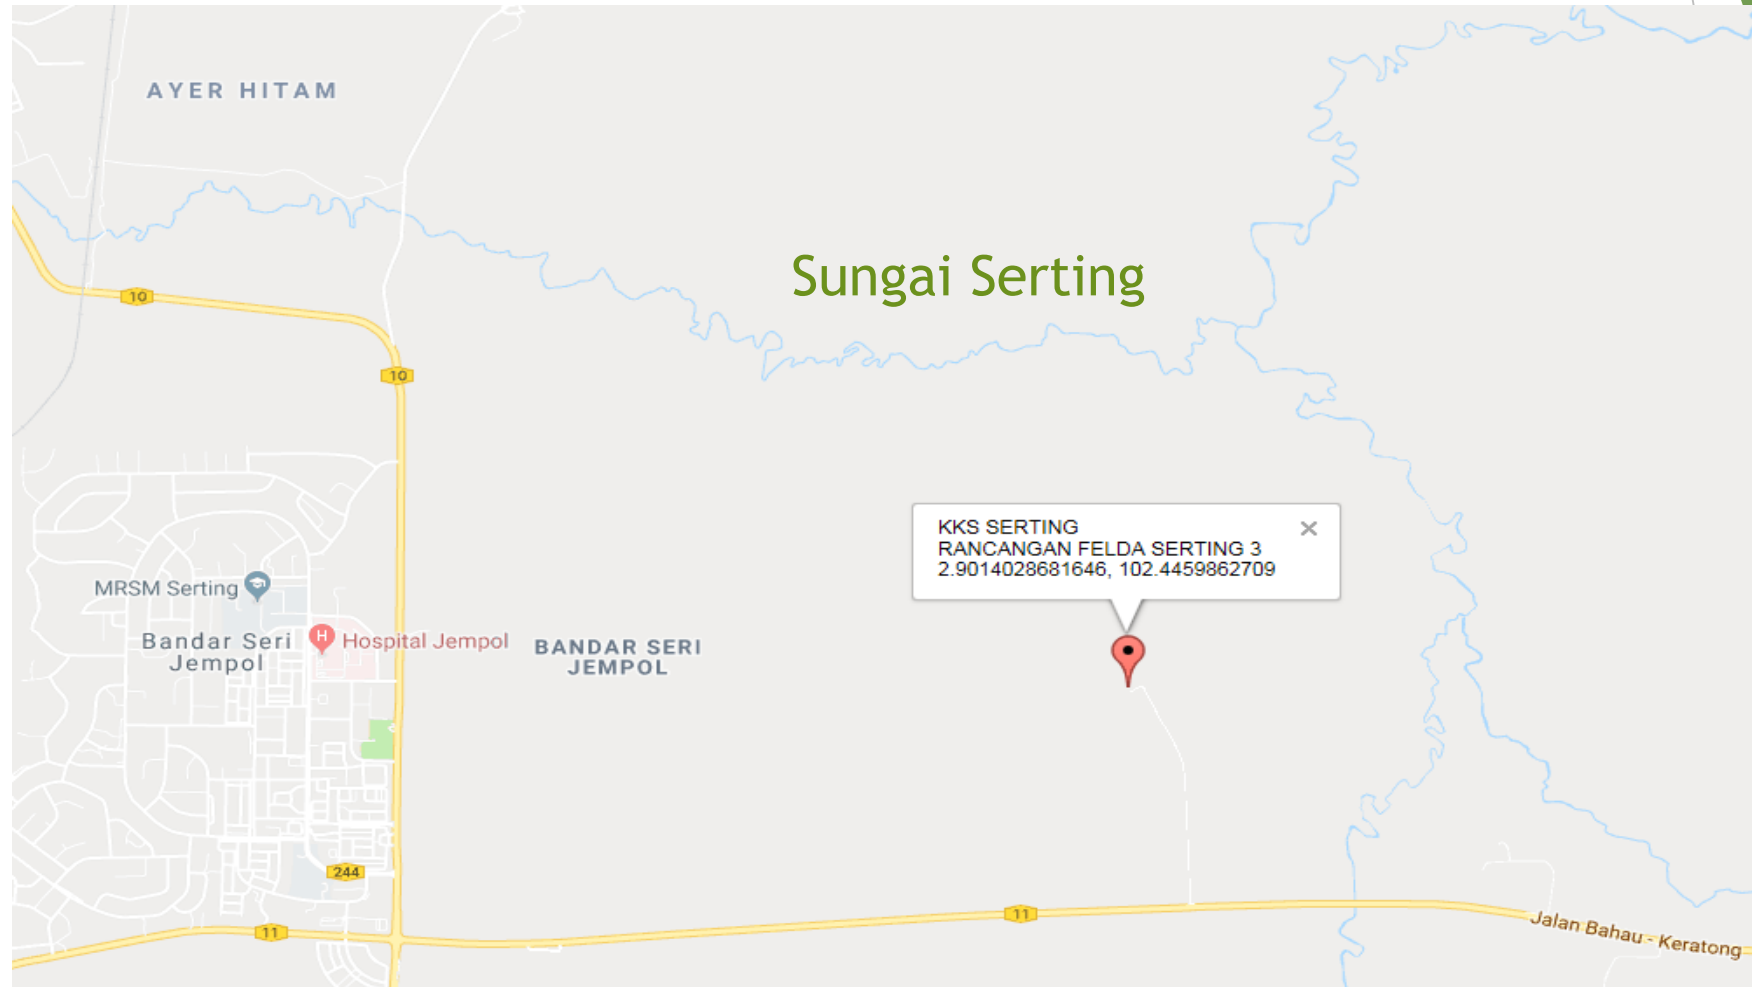 AYER HITAM
Sungai Serting
10
10
KKS SERTING
RANCANGAN FELDA SERTING 3
2.9014028681646, 102.4459862709
MRSM Serting
Bandar Seri
Jempol
H Hospital Jempol
BANDAR SERI
JEMPOL
244
11
11
Jalan Bahau - Keratong